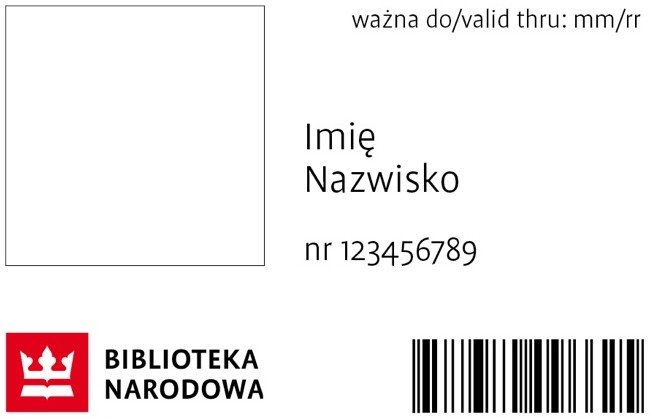 ważna do/valid thru: mm/rr
Imię
Nazwisko
nr 123456789
BIBLIOTEKA
NARODOWA